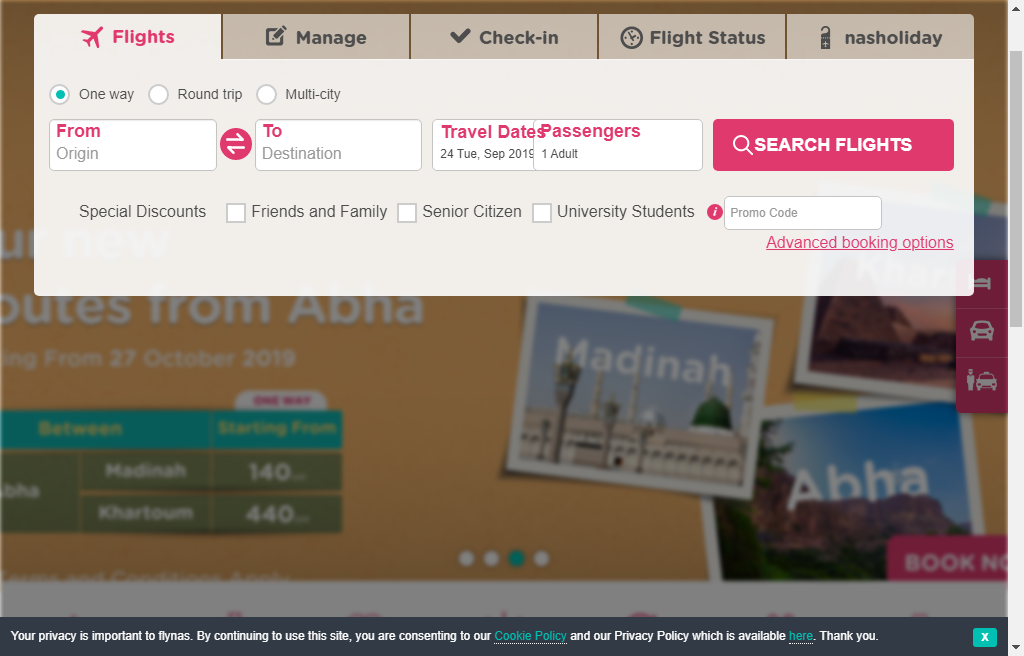 Flights
Manage
Check-in
Flight Status
nasholiday
One way
Round trip
Multi-city
From
Origin
To
Destination
Travel Dates
24 Tue, Sep 2019
Passengers
1 Adult
SEARCH FLIGHTS
Special Discounts
Friends and Family
Senior Citizen
University Students
i
Promo Code
Advanced booking options
new
outes from Abha
ing From 27 October 2019
ONE WAY
Between
Starting From
Madinah
140
Khartoum
440
Terms and Conditions Apply
Madinah
Abha
BOOK NO
Your privacy is important to flynas. By continuing to use this site, you are consenting to our Cookie Policy and our Privacy Policy which is available here. Thank you.
X